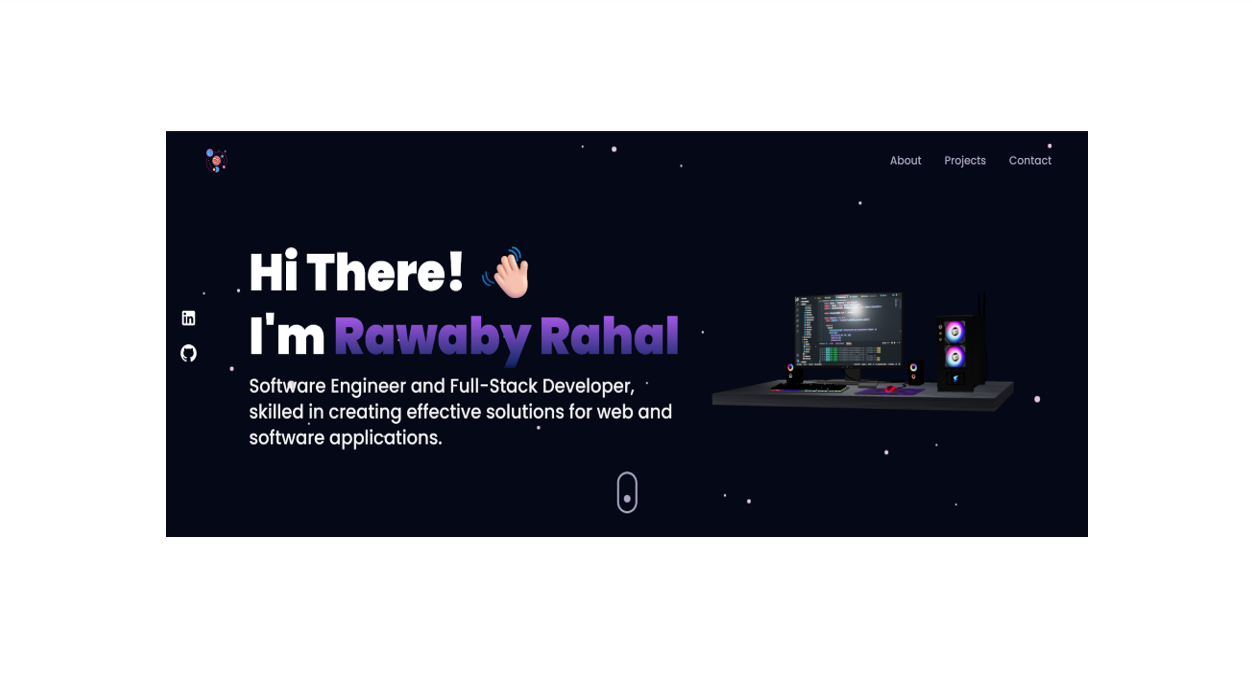 About Projects Contact
Hi There!
I'm Rawaby Rahal
Software Engineer and Full-Stack Developer,
skilled in creating effective solutions for web and
software applications.